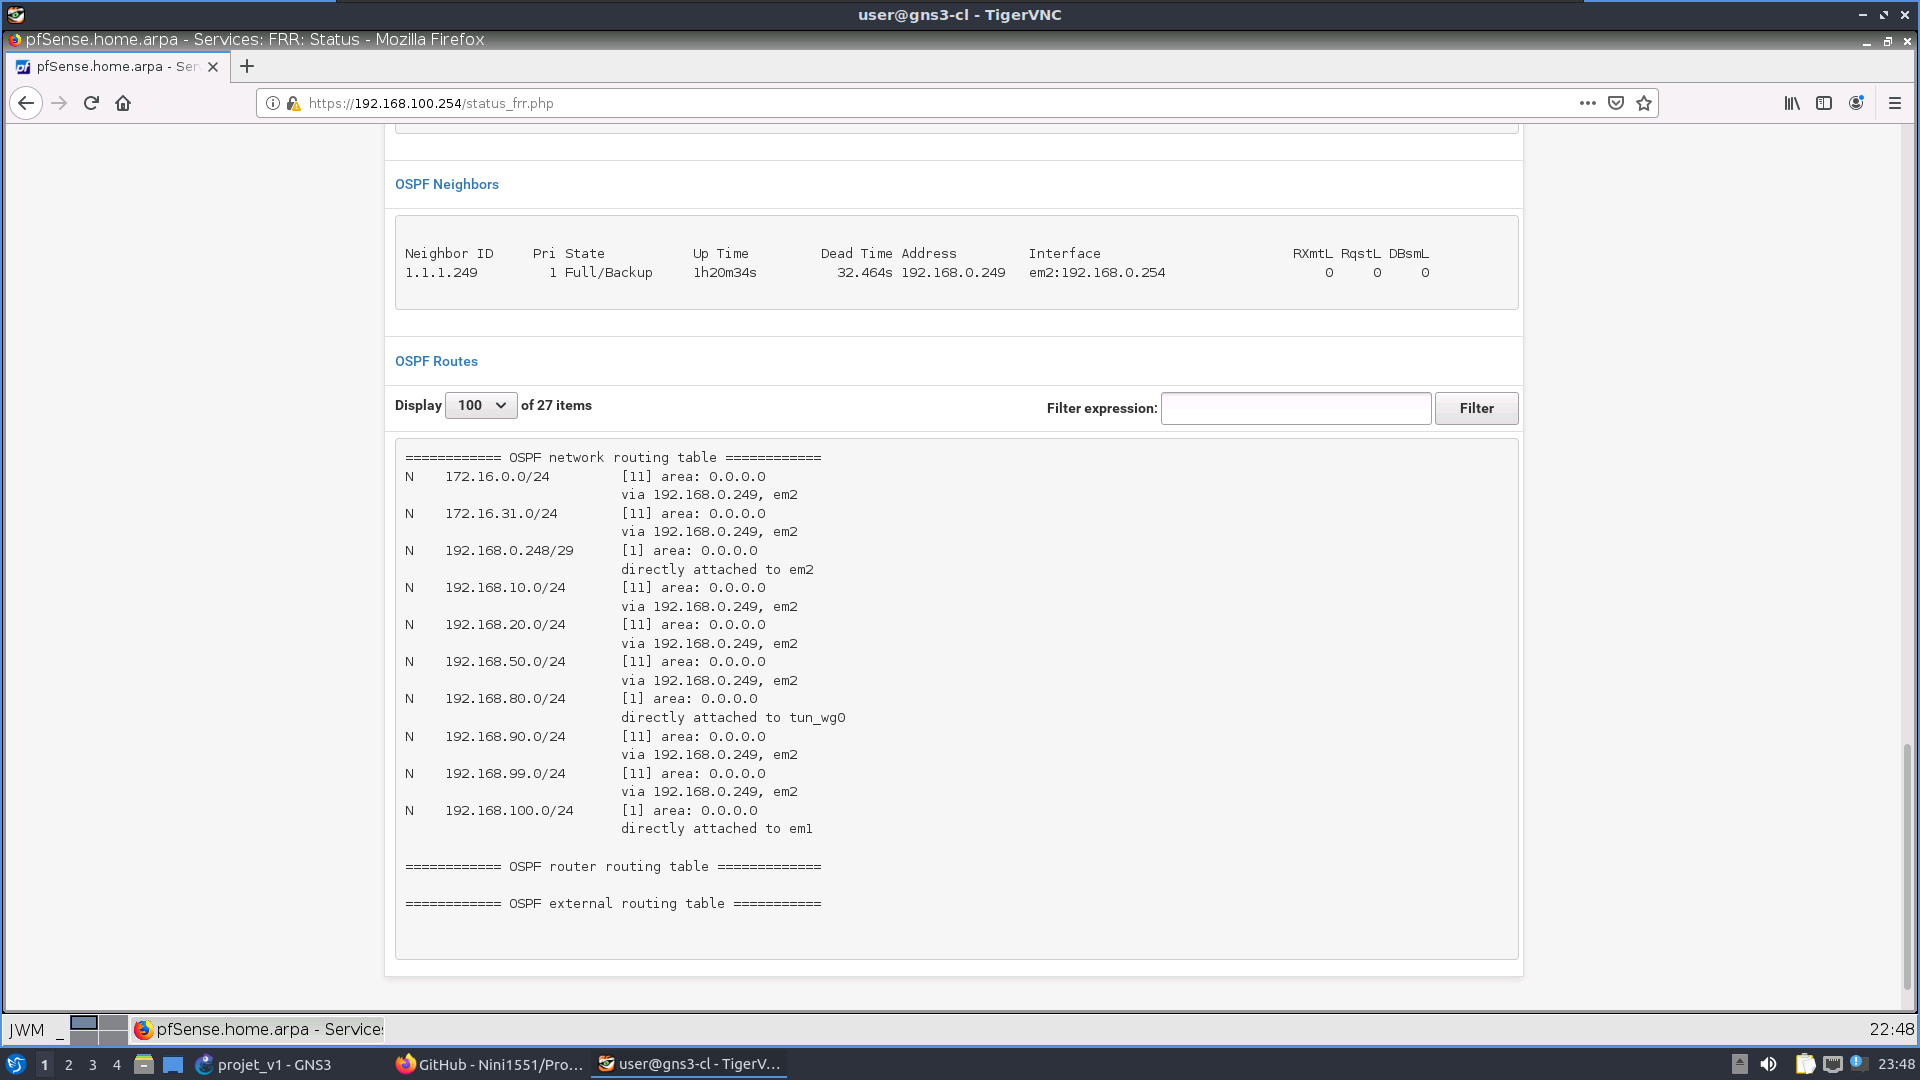 user@gns3-cl - TigerVNC
pfSense.home.arpa - Services: FRR: Status - Mozilla Firefox
pfSense.home.arpa - Ser
https://192.168.100.254/status_frr.php
OSPF Neighbors
Neighbor ID     Pri State           Up Time         Dead Time Address         Interface                        RXmtL RqstL DBsmL
1.1.1.249         1 Full/Backup     1h20m34s          32.464s 192.168.0.249   em2:192.168.0.254                    0     0     0
OSPF Routes
Display 100 of 27 items Filter expression: Filter
============ OSPF network routing table ============
N    172.16.0.0/24         [11] area: 0.0.0.0
                           via 192.168.0.249, em2
N    172.16.31.0/24        [11] area: 0.0.0.0
                           via 192.168.0.249, em2
N    192.168.0.248/29      [1] area: 0.0.0.0
                           directly attached to em2
N    192.168.10.0/24       [11] area: 0.0.0.0
                           via 192.168.0.249, em2
N    192.168.20.0/24       [11] area: 0.0.0.0
                           via 192.168.0.249, em2
N    192.168.50.0/24       [11] area: 0.0.0.0
                           via 192.168.0.249, em2
N    192.168.80.0/24       [1] area: 0.0.0.0
                           directly attached to tun_wg0
N    192.168.90.0/24       [11] area: 0.0.0.0
                           via 192.168.0.249, em2
N    192.168.99.0/24       [11] area: 0.0.0.0
                           via 192.168.0.249, em2
N    192.168.100.0/24      [1] area: 0.0.0.0
                           directly attached to em1
============ OSPF router routing table =============
============ OSPF external routing table ===========
JWM _ pfSense.home.arpa - Services 22:48
1 2 3 4 projet_v1 - GNS3 GitHub - Nini1551/Pro... user@gns3-cl - TigerV... 23:48